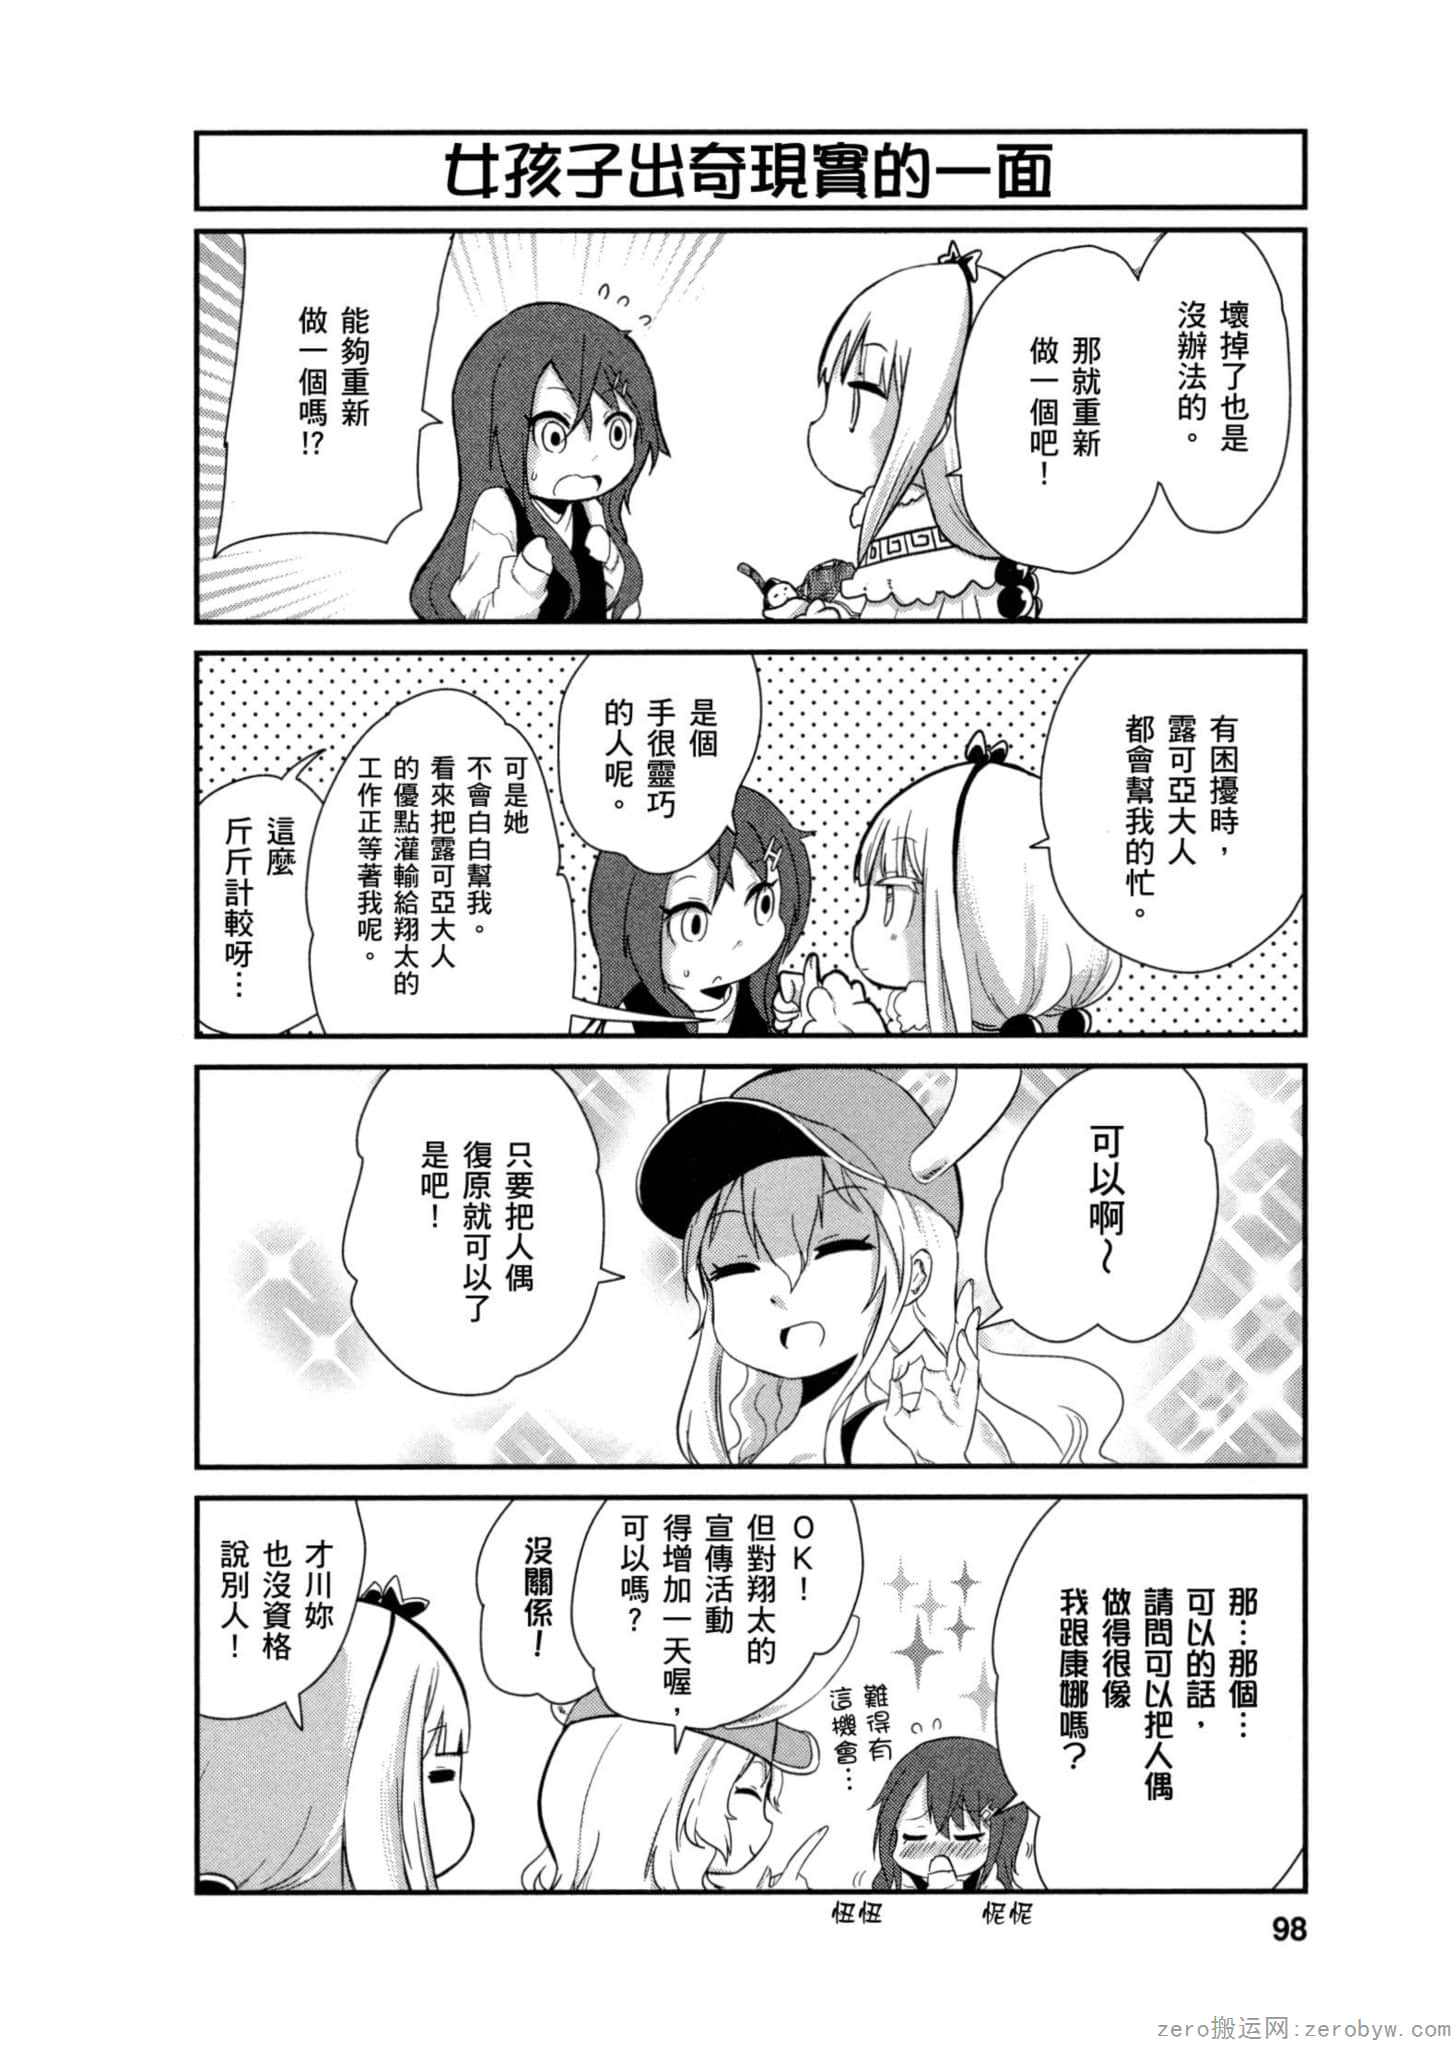 女孩子出奇現實的一面
壞掉了也是
沒辦法的。
那就重新
做一個吧！
能夠重新
做一個嗎!?
有困擾時，
露可亞大人
都會幫我的忙。
是個
手很靈巧
的人呢。
可是她
不會白白幫我。
看來把露可亞大人
的優點灌輸給翔太的
工作正等著我呢。
這麼
斤斤計較呀…
可以啊～
只要把人偶
復原就可以了
是吧！
那…那個…
可以的話，
請問可以把人偶
做得很像
我跟康娜嗎？
難得有
這機會…
忸忸
怩怩
OK！
但對翔太的
宣傳活動
得增加一天喔，
可以嗎？
沒關係！
才川妳
也沒資格
說別人！
98
zero搬运网:zerobyw.com